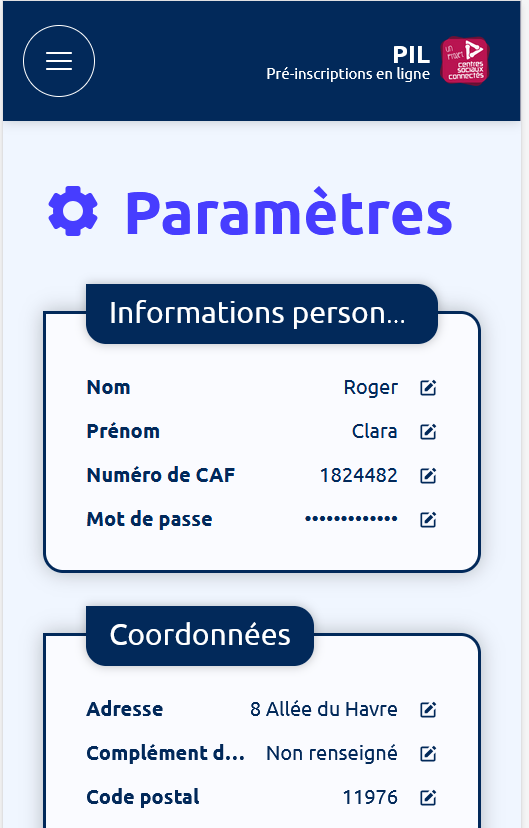 PIL
Pré-inscriptions en ligne
un
PROJET
centres
sociaux
connectés
Paramètres
Informations person...
Nom Roger
Prénom Clara
Numéro de CAF 1824482
Mot de passe •••••••••••••
Coordonnées
Adresse 8 Allée du Havre
Complément d... Non renseigné
Code postal 11976